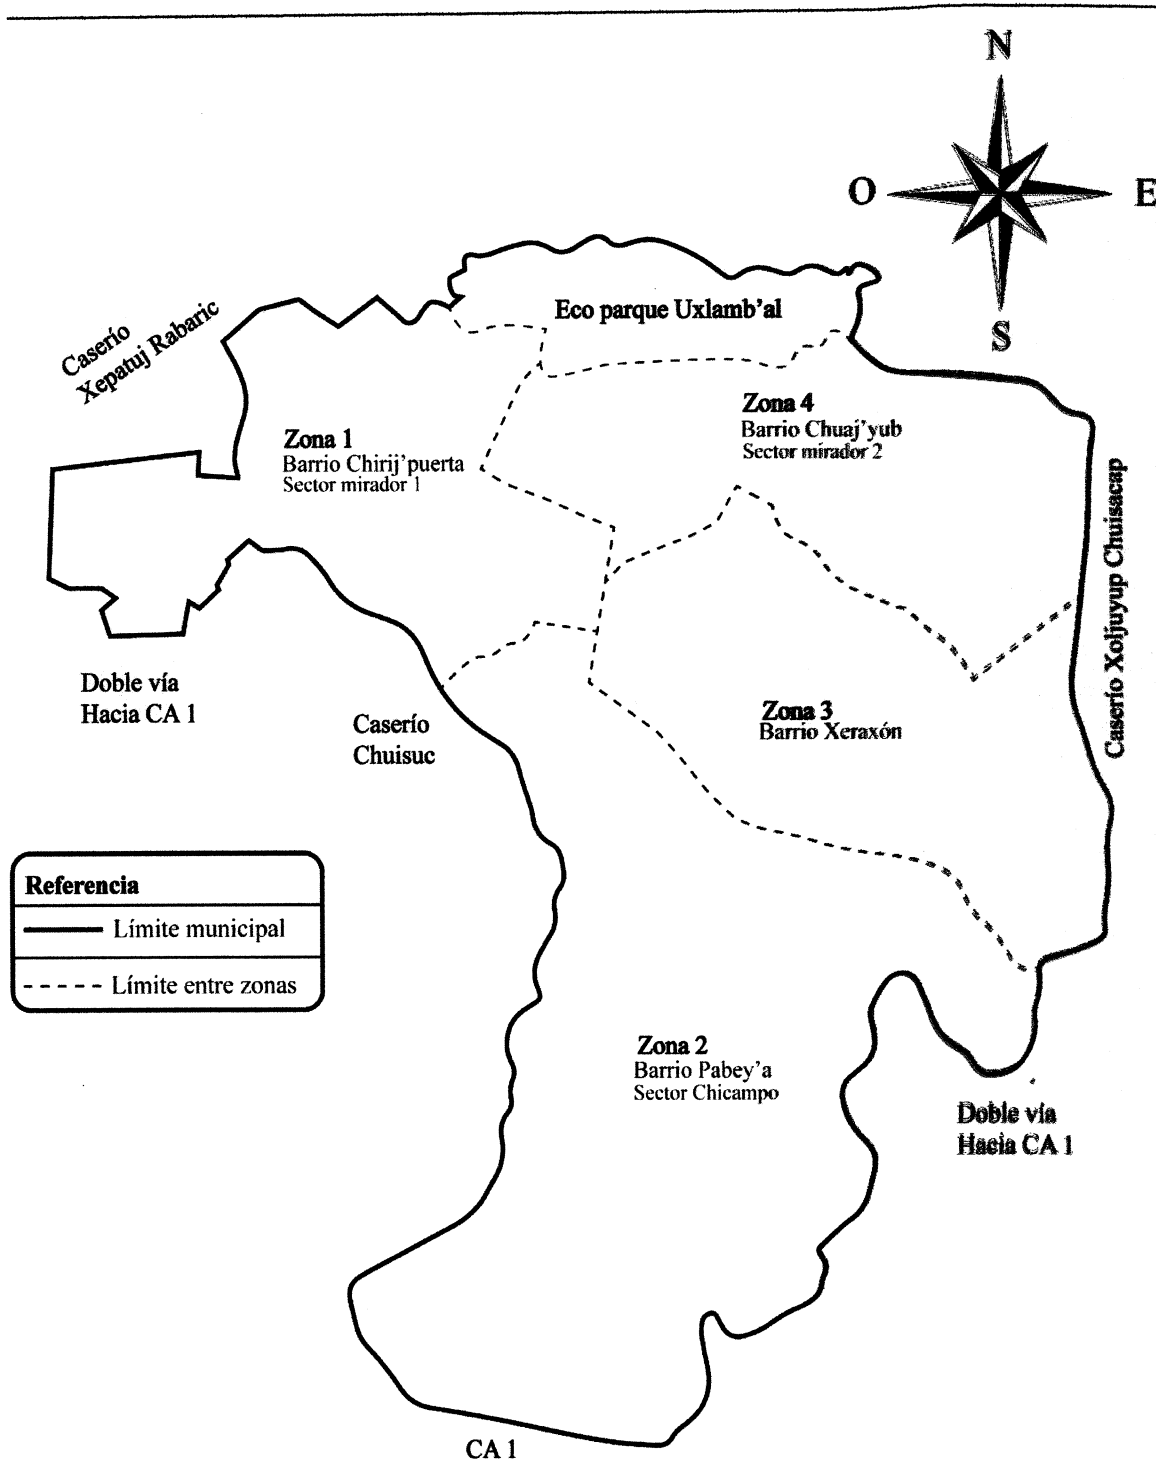 N
O
E
S
Eco parque Uxlamb'al
Caserío
Xepatuj Rabaric
Zona 4
Barrio Chuaj'yub
Sector mirador 2
Zona 1
Barrio Chirij'puerta
Sector mirador 1
Caserío Xoljuyup Chuisacap
Doble vía
Hacia CA 1
Caserío
Chuisuc
Zona 3
Barrio Xeraxón
Referencia
Límite municipal
Límite entre zonas
Zona 2
Barrio Pabey'a
Sector Chicampo
Doble vía
Hacia CA 1
CA 1